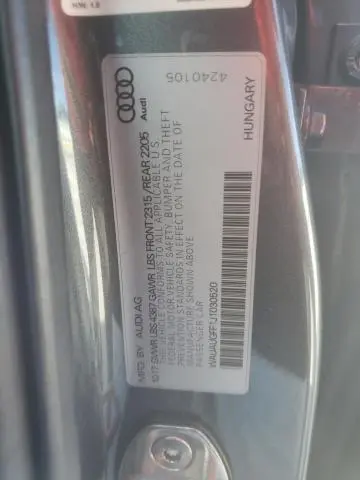 Audi
4240105
MFD BY AUDI AG
10/17 GVWR LBS 4387 GAWR LBS FRONT 2315/REAR 2205
THIS VEHICLE CONFORMS TO ALL APPLICABLE U.S.
FEDERAL MOTOR VEHICLE SAFETY, BUMPER AND THEFT
PREVENTION STANDARDS IN EFFECT ON THE DATE OF
MANUFACTURE SHOWN ABOVE
PASSENGER CAR
WAUAUGFF1J1030520
HUNGARY